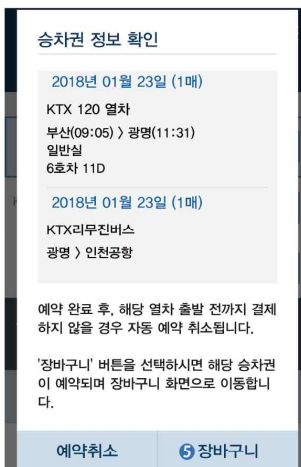 승차권 정보 확인
2018년 01월 23일 (1매)
KTX 120 열차
부산(09:05) 〉 광명(11:31)
일반실
6호차 11D
2018년 01월 23일 (1매)
KTX리무진버스
광명 〉 인천공항
예약 완료 후, 해당 열차 출발 전까지 결제
하지 않을 경우 자동 예약 취소됩니다.
'장바구니' 버튼을 선택하시면 해당 승차권
이 예약되며 장바구니 화면으로 이동합니
다.
예약취소
5 장바구니